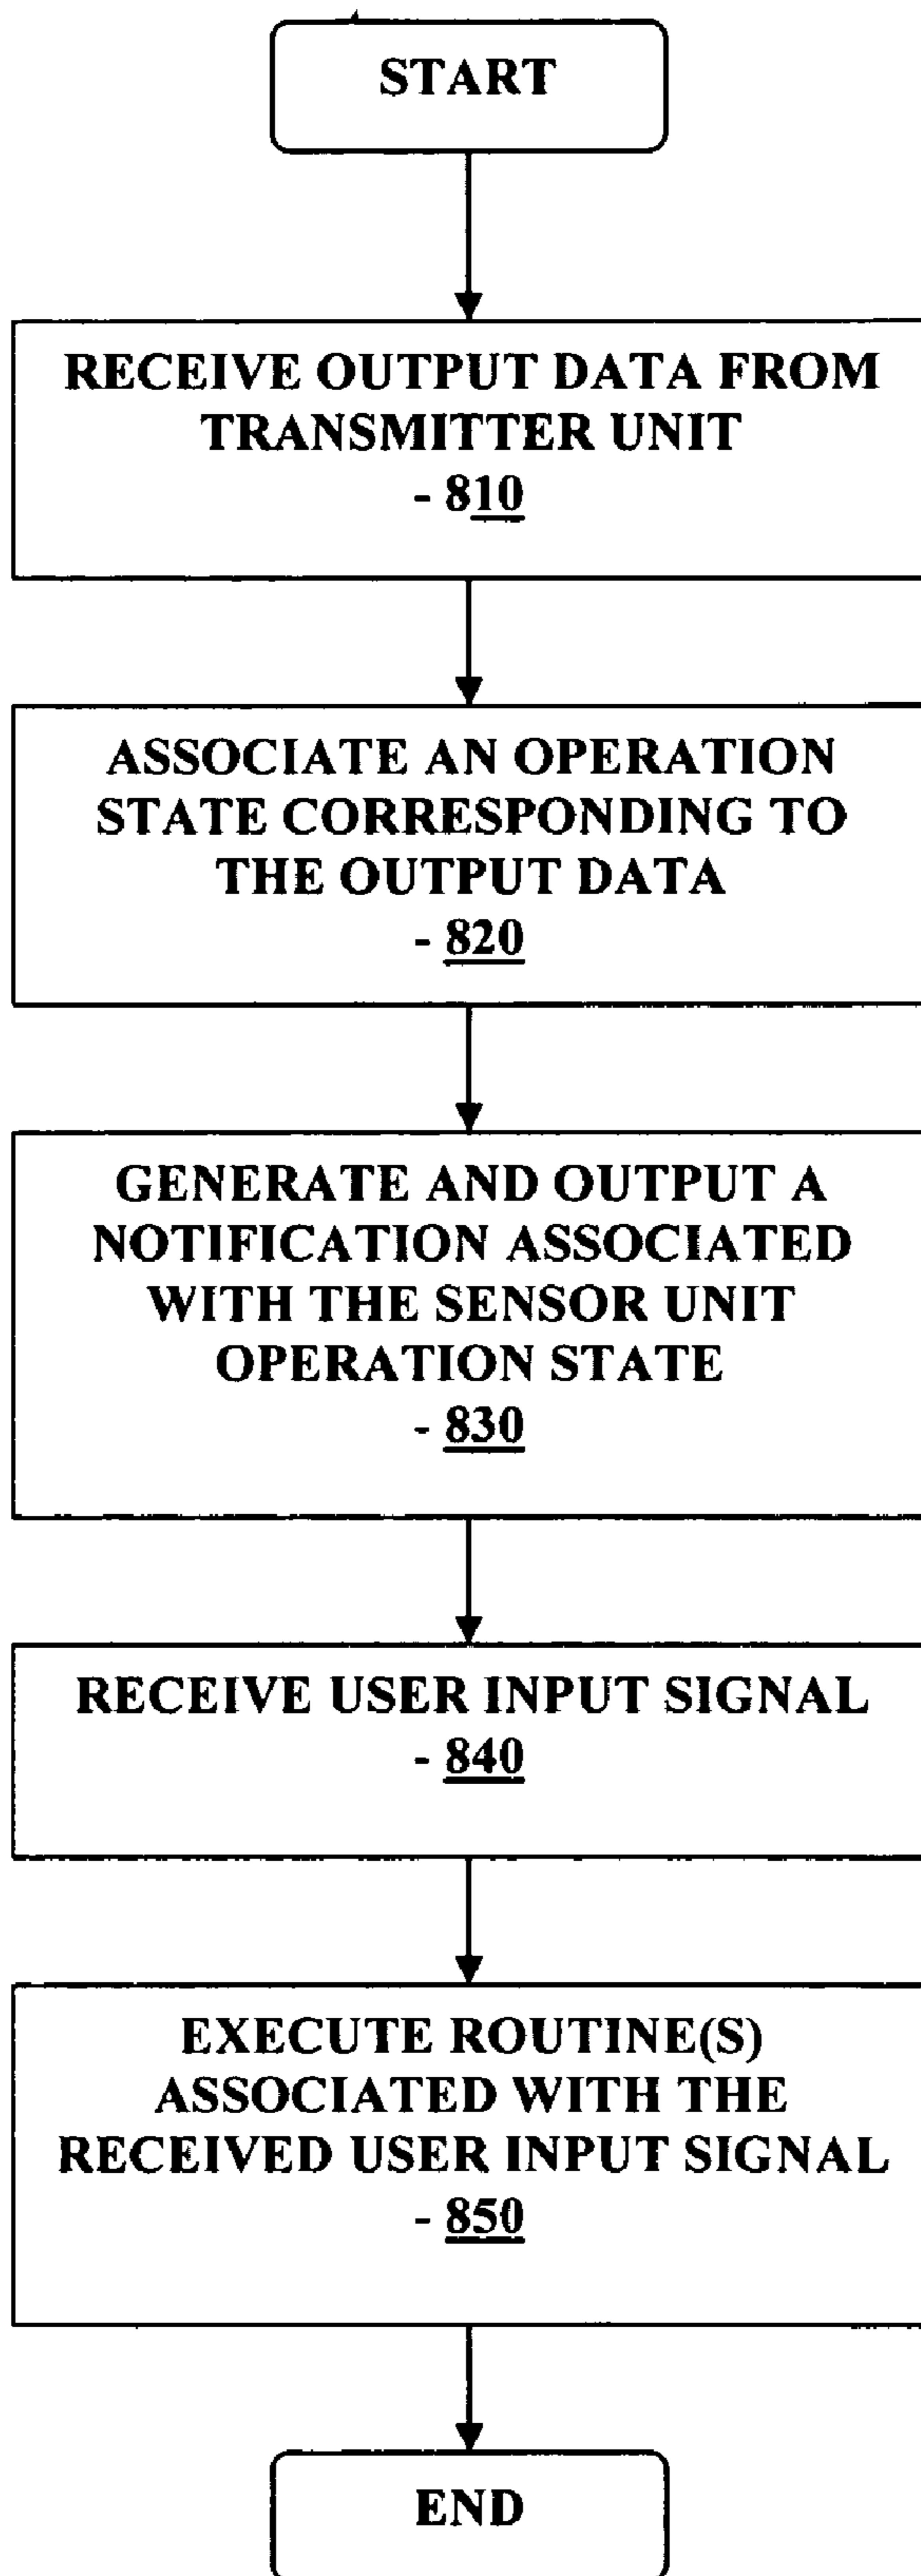 START
RECEIVE OUTPUT DATA FROM
TRANSMITTER UNIT
- 810
ASSOCIATE AN OPERATION
STATE CORRESPONDING TO
THE OUTPUT DATA
- 820
GENERATE AND OUTPUT A
NOTIFICATION ASSOCIATED
WITH THE SENSOR UNIT
OPERATION STATE
- 830
RECEIVE USER INPUT SIGNAL
- 840
EXECUTE ROUTINE(S)
ASSOCIATED WITH THE
RECEIVED USER INPUT SIGNAL
- 850
END